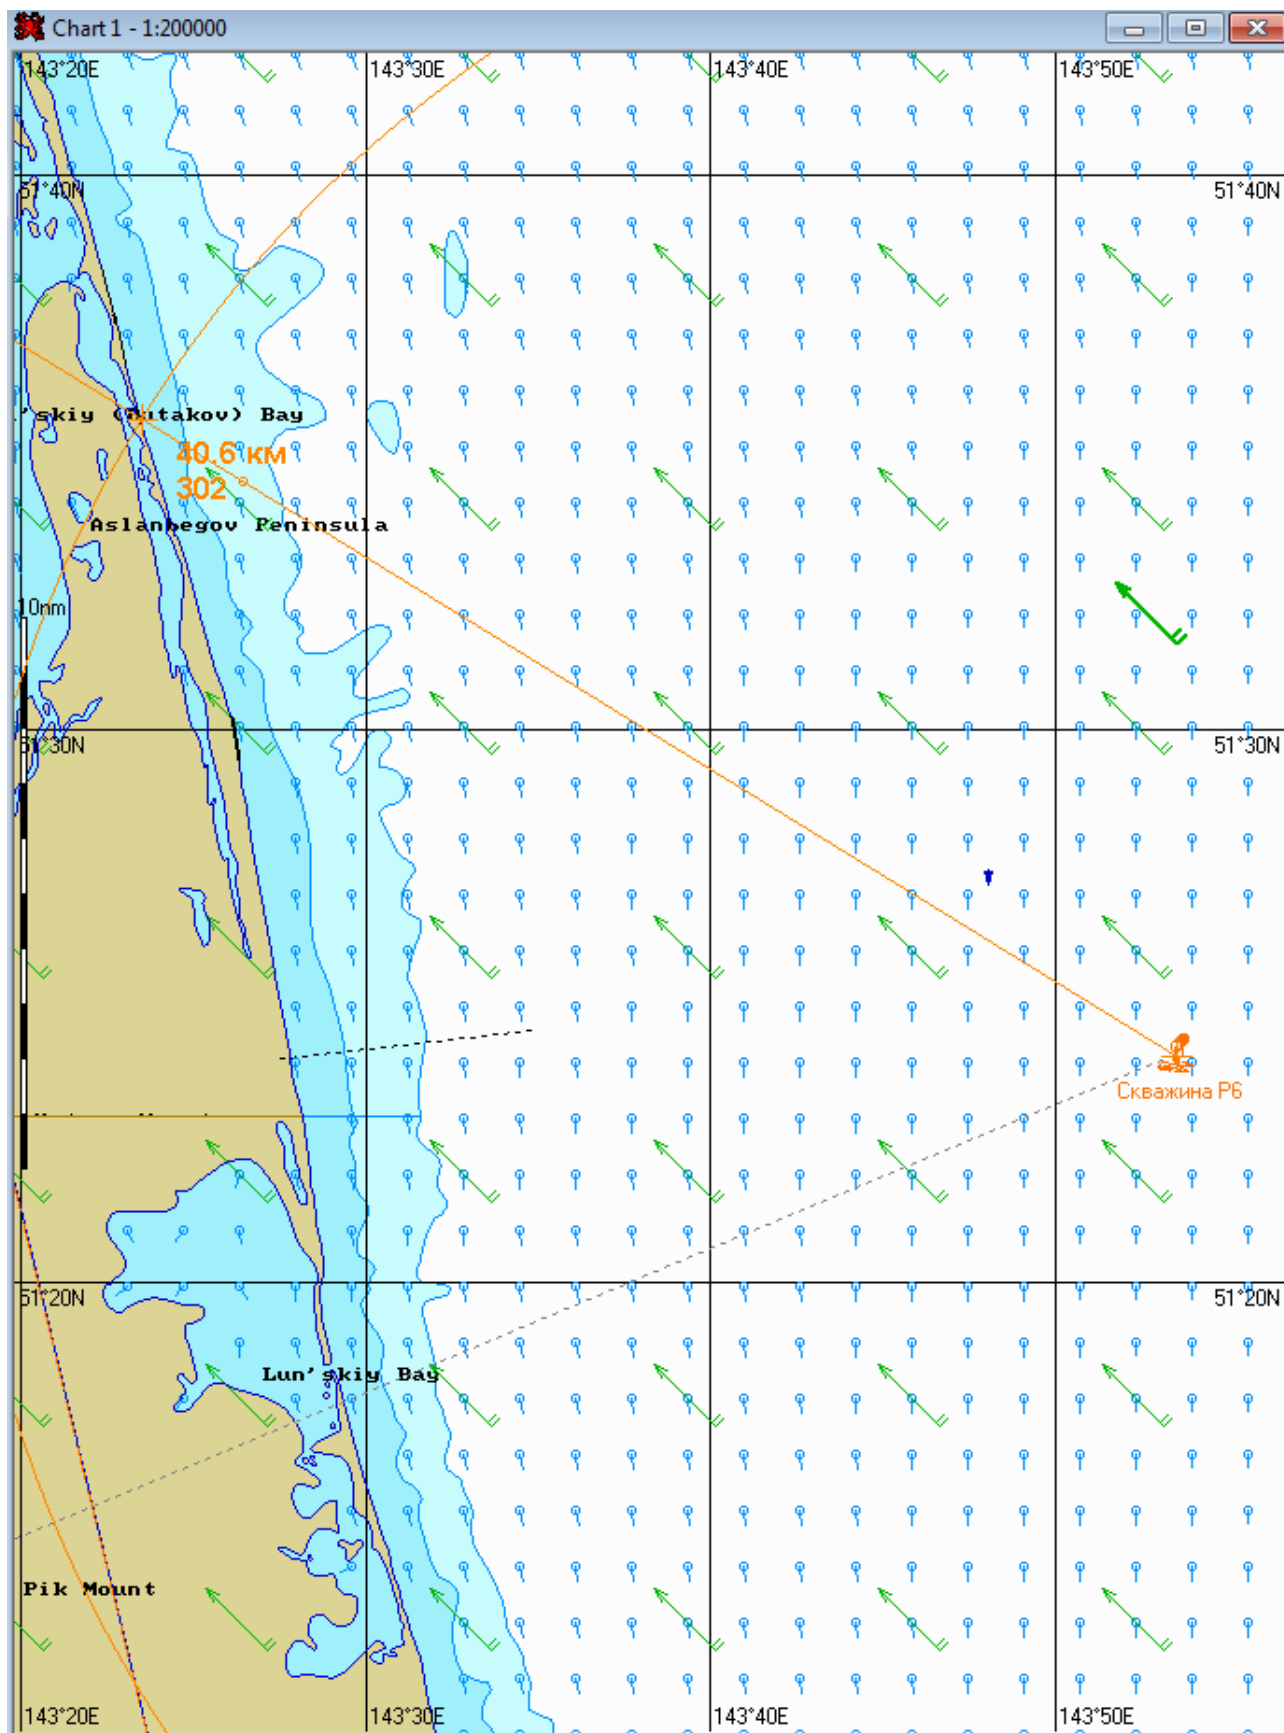 Chart 1 - 1:200000
143°20E 143°30E 143°40E 143°50E
51°40N 51°40N
'skiy (Butakov) Bay
40.6 км
302
Aslanbegov Peninsula
10nm
51°30N 51°30N
Скважина Р6
51°20N 51°20N
Lun'skiy Bay
Pik Mount
143°20E 143°30E 143°40E 143°50E